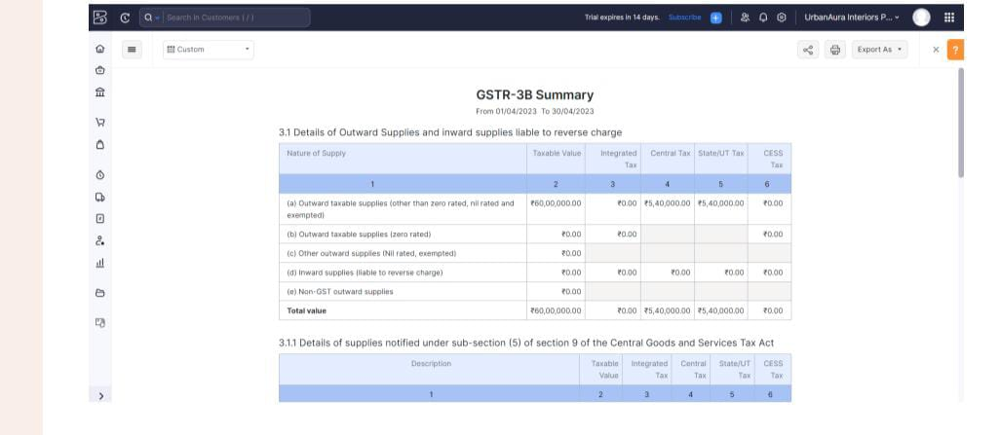 Search in Customers ( / )
Trial expires in 14 days. Subscribe
UrbanAura Interiors P...
Custom
Export As
?
GSTR-3B Summary
From 01/04/2023 To 30/04/2023
3.1 Details of Outward Supplies and inward supplies liable to reverse charge
Nature of Supply Taxable Value Integrated Tax Central Tax State/UT Tax CESS Tax
1 2 3 4 5 6
(a) Outward taxable supplies (other than zero rated, nil rated and exempted) ₹60,00,000.00 ₹0.00 ₹5,40,000.00 ₹5,40,000.00 ₹0.00
(b) Outward taxable supplies (zero rated) ₹0.00 ₹0.00 ₹0.00
(c) Other outward supplies (Nil rated, exempted) ₹0.00
(d) Inward supplies (liable to reverse charge) ₹0.00 ₹0.00 ₹0.00 ₹0.00 ₹0.00
(e) Non-GST outward supplies ₹0.00
Total value ₹60,00,000.00 ₹0.00 ₹5,40,000.00 ₹5,40,000.00 ₹0.00
3.1.1 Details of supplies notified under sub-section (5) of section 9 of the Central Goods and Services Tax Act
Description Taxable Value Integrated Tax Central Tax State/UT Tax CESS Tax
1 2 3 4 5 6